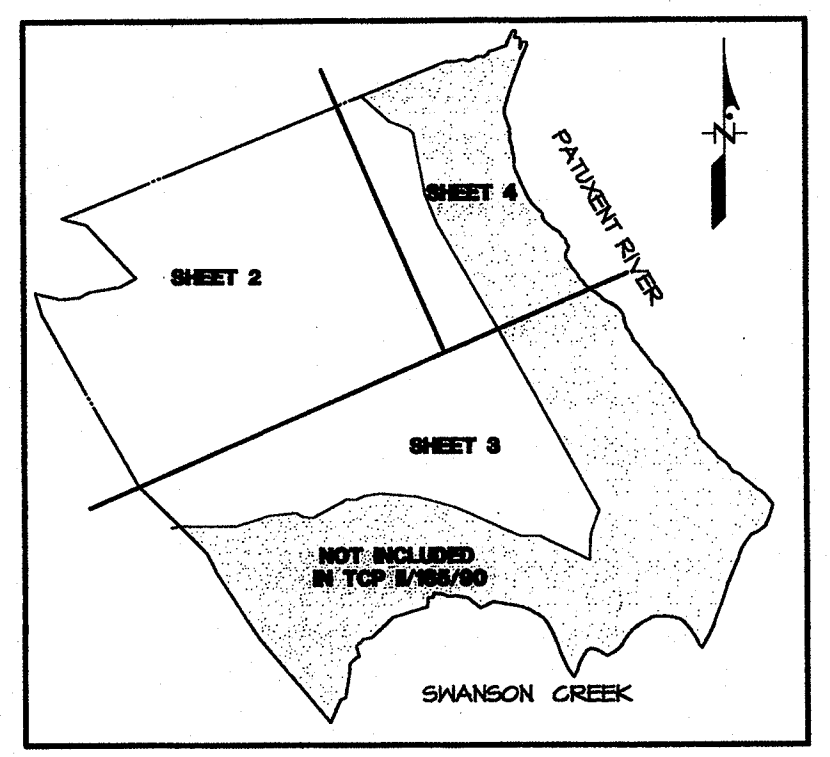 SHEET 4
PATUXENT RIVER
N
SHEET 2
SHEET 3
NOT INCLUDED
IN TCP II/165/90
SWANSON CREEK